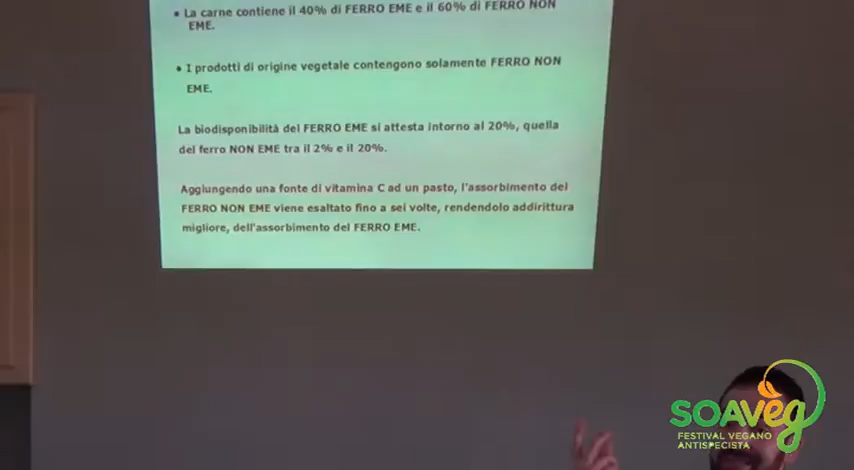 • La carne contiene il 40% di FERRO EME e il 60% di FERRO NON
EME.
• I prodotti di origine vegetale contengono solamente FERRO NON
EME.
La biodisponibilità del FERRO EME si attesta intorno al 20%, quella
del ferro NON EME tra il 2% e il 20%.
Aggiungendo una fonte di vitamina C ad un pasto, l'assorbimento del
FERRO NON EME viene esaltato fino a sei volte, rendendolo addirittura
migliore, dell'assorbimento del FERRO EME.
SOAVEG
FESTIVAL VEGANO
ANTISPECISTA